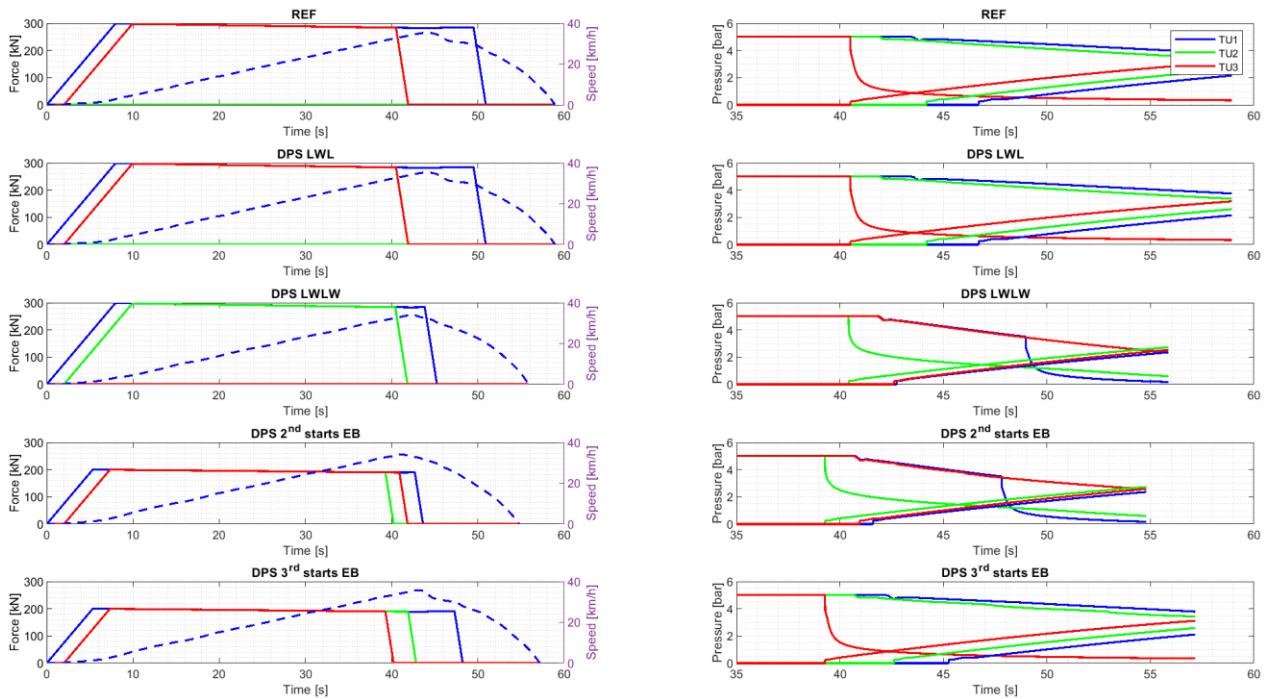 REF
Force [kN]
300
200
100
0
Speed [km/h]
40
20
0
0 10 20 30 40 50 60
Time [s]
REF
Pressure [bar]
6
4
2
0
TU1
TU2
TU3
35 40 45 50 55 60
Time [s]
DPS LWL
Force [kN]
300
200
100
0
Speed [km/h]
40
20
0
0 10 20 30 40 50 60
Time [s]
DPS LWL
Pressure [bar]
6
4
2
0
35 40 45 50 55 60
Time [s]
DPS LWLW
Force [kN]
300
200
100
0
Speed [km/h]
40
20
0
0 10 20 30 40 50 60
Time [s]
DPS LWLW
Pressure [bar]
6
4
2
0
35 40 45 50 55 60
Time [s]
DPS 2nd starts EB
Force [kN]
300
200
100
0
Speed [km/h]
40
20
0
0 10 20 30 40 50 60
Time [s]
DPS 2nd starts EB
Pressure [bar]
6
4
2
0
35 40 45 50 55 60
Time [s]
DPS 3rd starts EB
Force [kN]
300
200
100
0
Speed [km/h]
40
20
0
0 10 20 30 40 50 60
Time [s]
DPS 3rd starts EB
Pressure [bar]
6
4
2
0
35 40 45 50 55 60
Time [s]